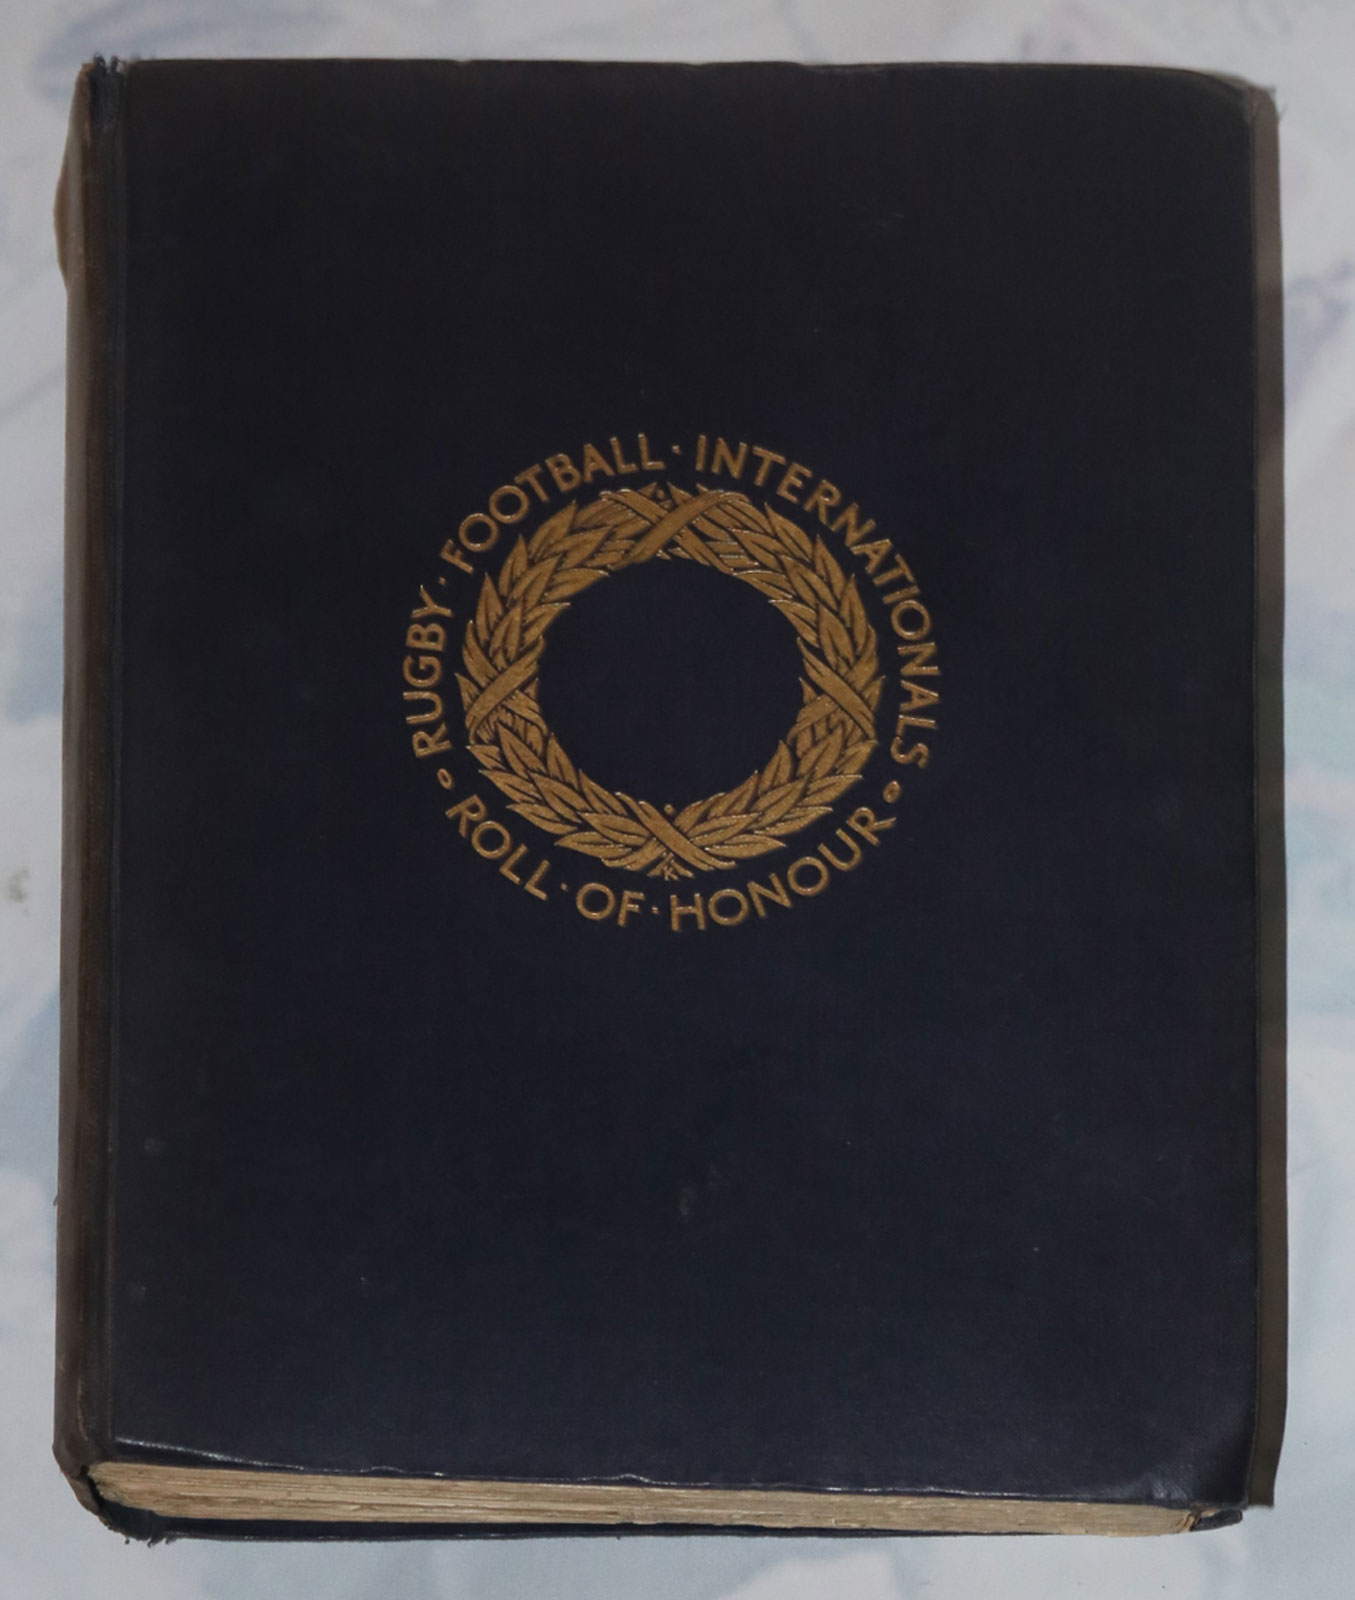 RUGBY · FOOTBALL · INTERNATIONALS
ROLL · OF · HONOUR
K